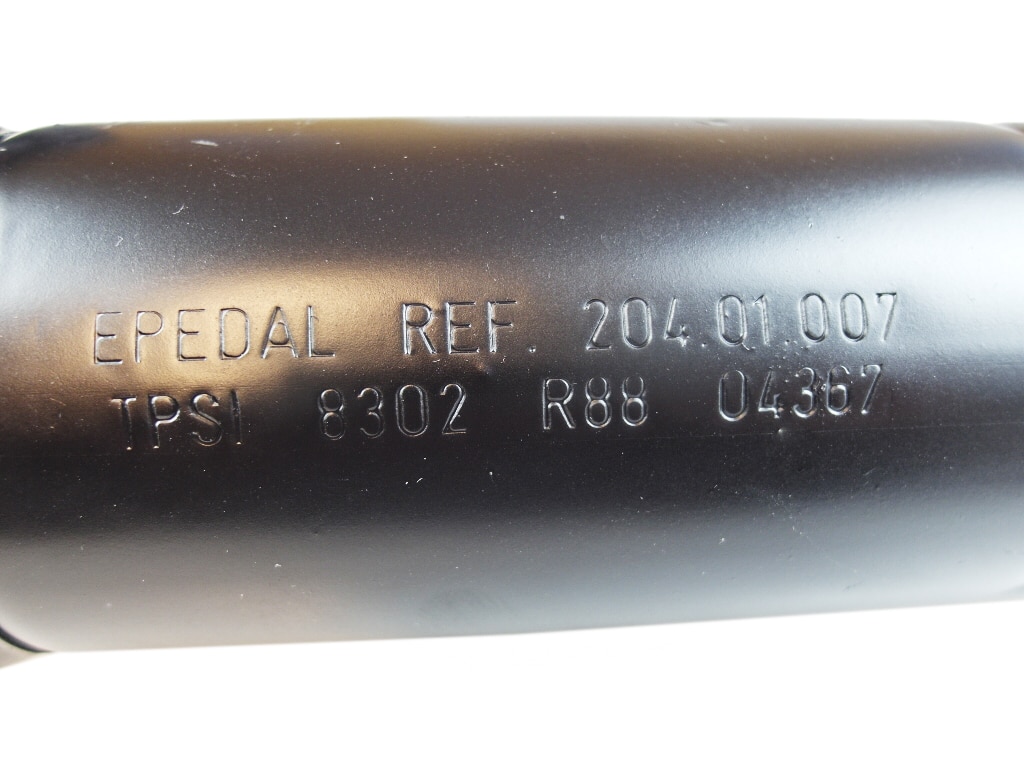 EPEDAL REF. 204.01.007
TPSI 8302 R88 04367